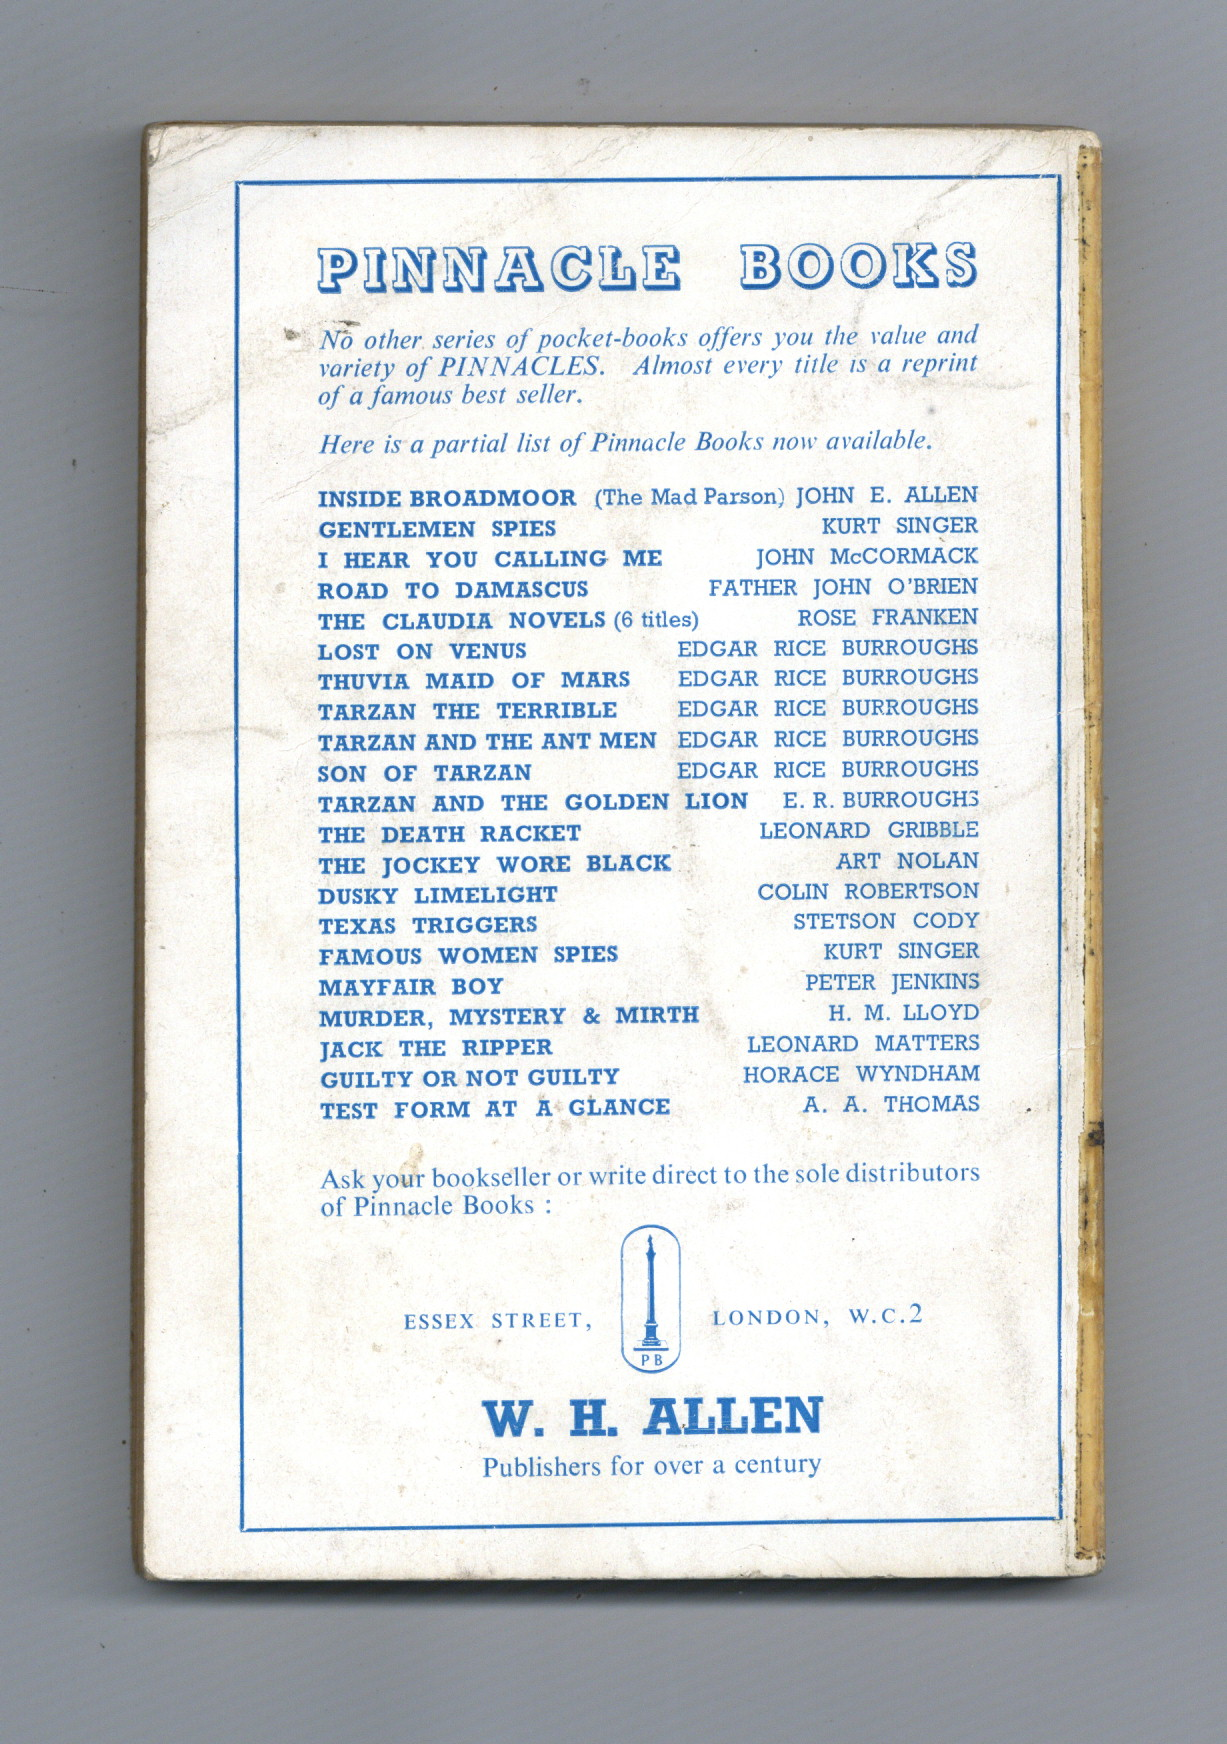 PINNACLE BOOKS
No other series of pocket-books offers you the value and
variety of PINNACLES. Almost every title is a reprint
of a famous best seller.
Here is a partial list of Pinnacle Books now available.
INSIDE BROADMOOR (The Mad Parson) JOHN E. ALLEN
GENTLEMEN SPIES KURT SINGER
I HEAR YOU CALLING ME JOHN McCORMACK
ROAD TO DAMASCUS FATHER JOHN O'BRIEN
THE CLAUDIA NOVELS (6 titles) ROSE FRANKEN
LOST ON VENUS EDGAR RICE BURROUGHS
THUVIA MAID OF MARS EDGAR RICE BURROUGHS
TARZAN THE TERRIBLE EDGAR RICE BURROUGHS
TARZAN AND THE ANT MEN EDGAR RICE BURROUGHS
SON OF TARZAN EDGAR RICE BURROUGHS
TARZAN AND THE GOLDEN LION E. R. BURROUGHS
THE DEATH RACKET LEONARD GRIBBLE
THE JOCKEY WORE BLACK ART NOLAN
DUSKY LIMELIGHT COLIN ROBERTSON
TEXAS TRIGGERS STETSON CODY
FAMOUS WOMEN SPIES KURT SINGER
MAYFAIR BOY PETER JENKINS
MURDER, MYSTERY & MIRTH H. M. LLOYD
JACK THE RIPPER LEONARD MATTERS
GUILTY OR NOT GUILTY HORACE WYNDHAM
TEST FORM AT A GLANCE A. A. THOMAS
Ask your bookseller or write direct to the sole distributors
of Pinnacle Books :
ESSEX STREET, LONDON, W.C.2
PB
W. H. ALLEN
Publishers for over a century